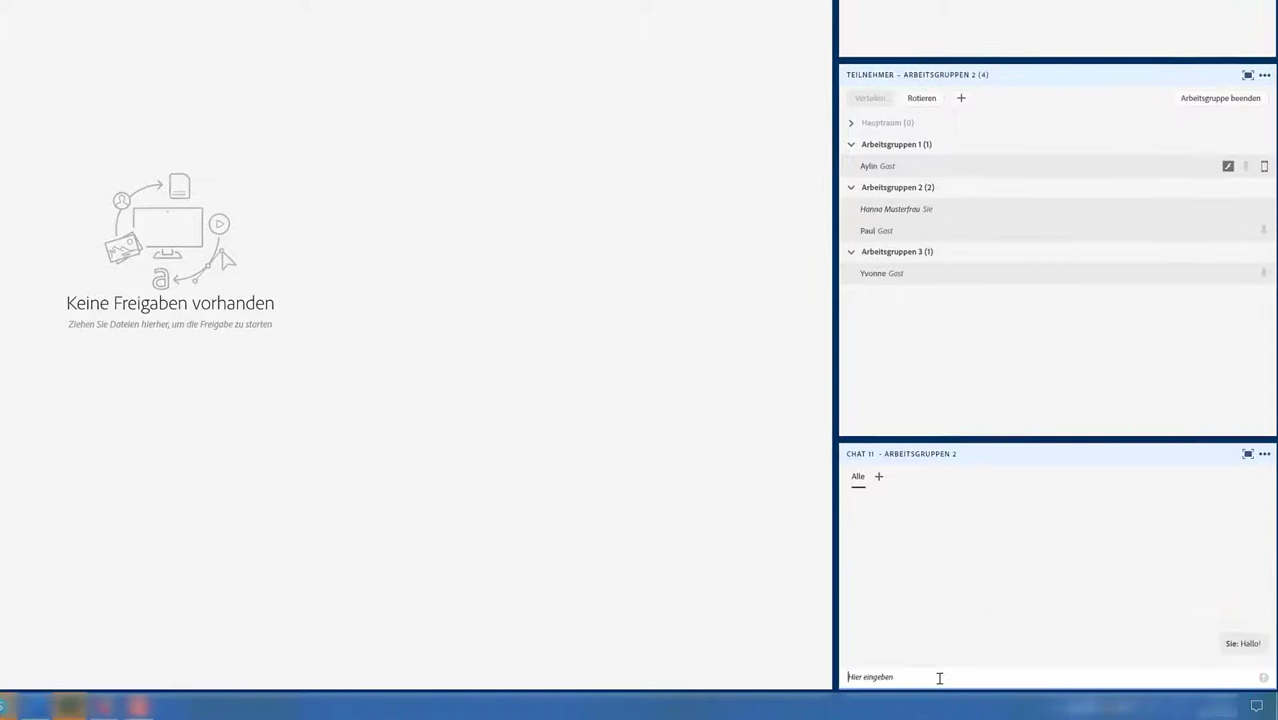 Keine Freigaben vorhanden
Ziehen Sie Dateien hierher, um die Freigabe zu starten
TEILNEHMER – ARBEITSGRUPPEN 2 (4)
Verteilen Rotieren + Arbeitsgruppe beenden
Hauptraum (0)
Arbeitsgruppen 1 (1)
Aylin Gast
Arbeitsgruppen 2 (2)
Hanna Musterfrau Sie
Paul Gast
Arbeitsgruppen 3 (1)
Yvonne Gast
CHAT 11 - ARBEITSGRUPPEN 2
Alle +
Sie: Hallo!
Hier eingeben